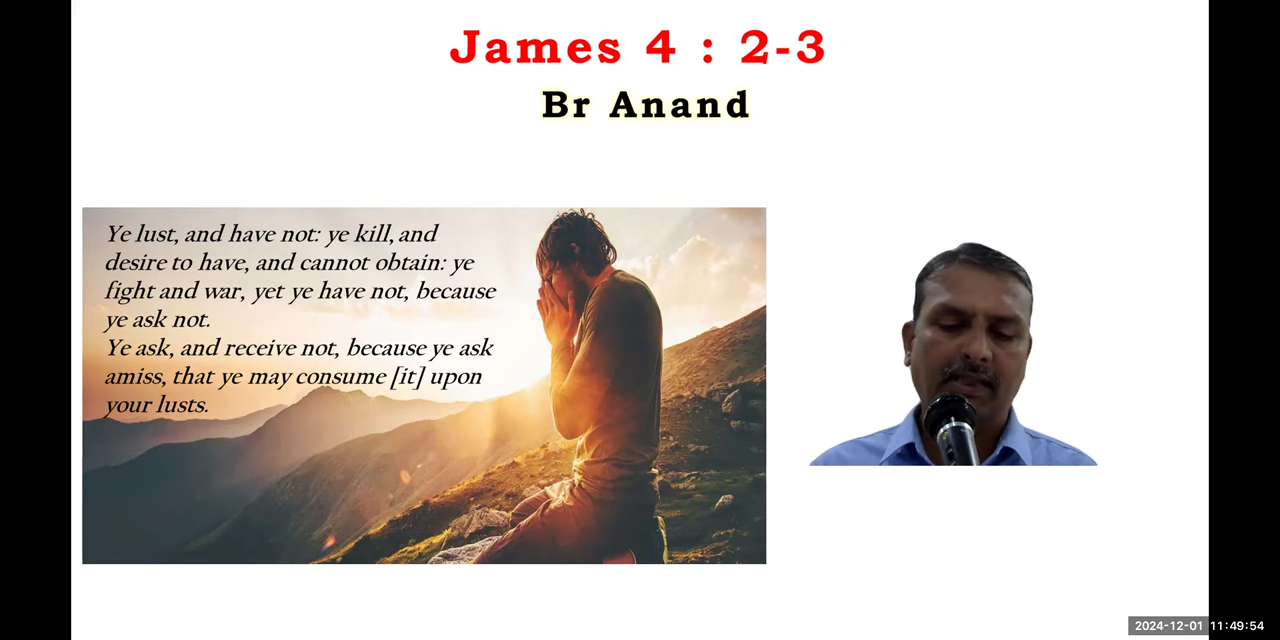 James 4 : 2-3
Br Anand
Ye lust, and have not: ye kill, and
desire to have, and cannot obtain: ye
fight and war, yet ye have not, because
ye ask not.
Ye ask, and receive not, because ye ask
amiss, that ye may consume [it] upon
your lusts.
2024-12-01 11:49:54